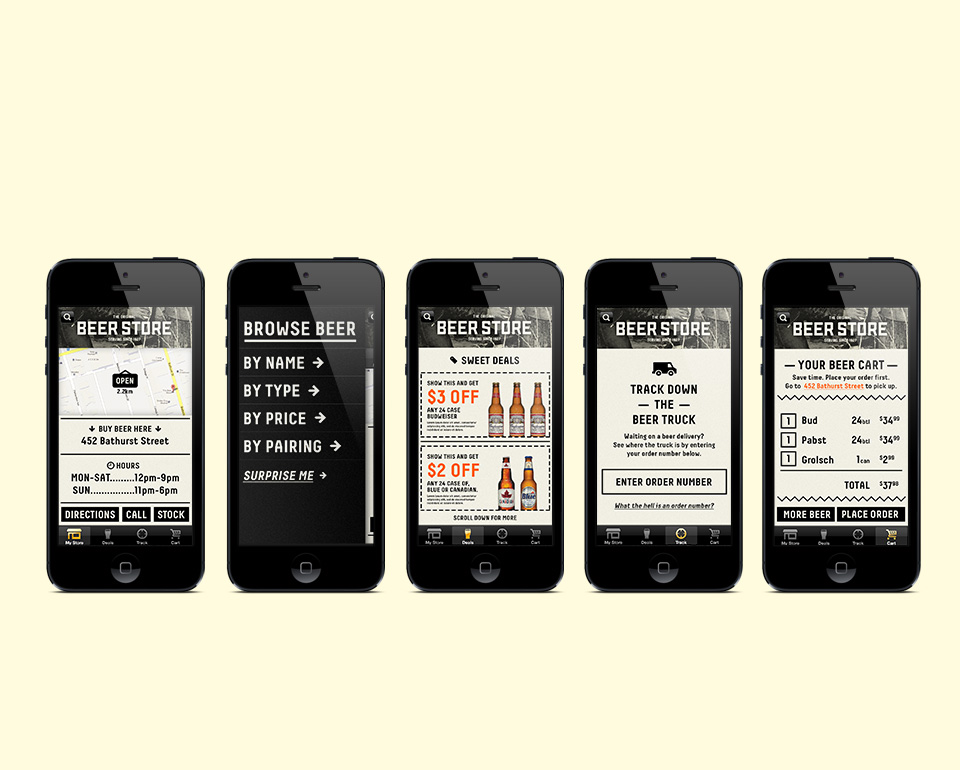 THE ORIGINAL
BEER STORE
SERVING SINCE 1927
OPEN
2.2km
BUY BEER HERE
452 Bathurst Street
HOURS
MON-SAT.........12pm-9pm
SUN.................11pm-6pm
DIRECTIONS CALL STOCK
My Store Deals Track Cart
BROWSE BEER
BY NAME →
BY TYPE →
BY PRICE →
BY PAIRING →
SURPRISE ME →
THE ORIGINAL
BEER STORE
SERVING SINCE 1927
SWEET DEALS
SHOW THIS AND GET
$3 OFF
ANY 24 CASE
BUDWEISER
SHOW THIS AND GET
$2 OFF
ANY 24 CASE OF,
BLUE OR CANADIAN.
SCROLL DOWN FOR MORE
My Store Deals Track Cart
THE ORIGINAL
BEER STORE
SERVING SINCE 1927
TRACK DOWN
— THE —
BEER TRUCK
Waiting on a beer delivery?
See where the truck is by entering
your order number below.
ENTER ORDER NUMBER
What the hell is an order number?
My Store Deals Track Cart
THE ORIGINAL
BEER STORE
SERVING SINCE 1927
— YOUR BEER CART —
Save time. Place your order first.
Go to 452 Bathurst Street to pick up.
1 Bud 24btl $34.99
1 Pabst 24btl $34.99
1 Grolsch 1can $2.99
TOTAL $37.98
MORE BEER PLACE ORDER
My Store Deals Track Cart